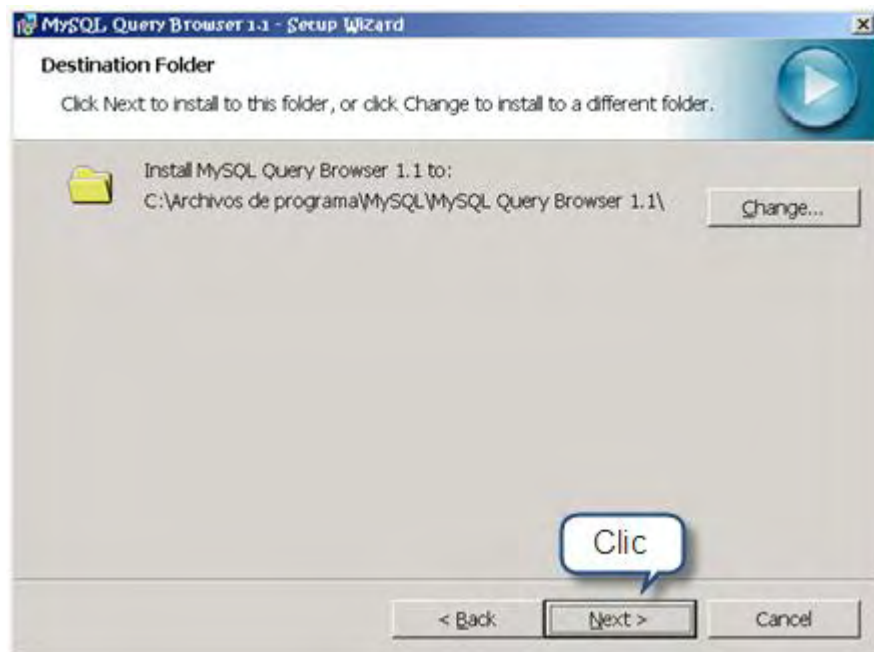 MySQL Query Browser 1.1 - Setup Wizard
Destination Folder
Click Next to install to this folder, or click Change to install to a different folder.
Install MySQL Query Browser 1.1 to:
C:\Archivos de programa\MySQL\MySQL Query Browser 1.1\
Change...
Clic
< Back
Next >
Cancel